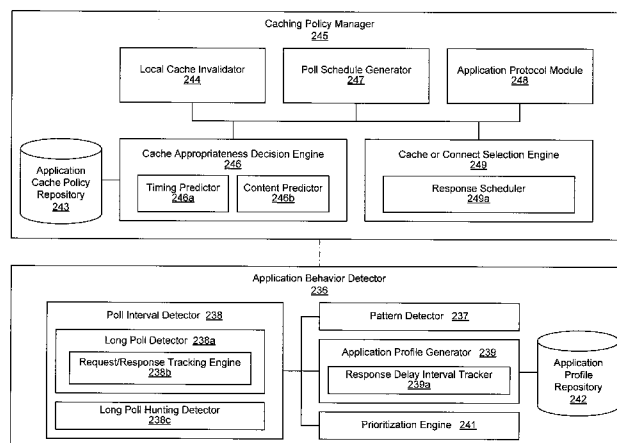 Caching Policy Manager
245
Local Cache Invalidator
244
Poll Schedule Generator
247
Application Protocol Module
248
Application
Cache Policy
Repository
243
Cache Appropriateness Decision Engine
246
Timing Predictor
246a
Content Predictor
246b
Cache or Connect Selection Engine
249
Response Scheduler
249a
Application Behavior Detector
236
Poll Interval Detector 238
Long Poll Detector 238a
Request/Response Tracking Engine
238b
Long Poll Hunting Detector
238c
Pattern Detector 237
Application Profile Generator 239
Response Delay Interval Tracker
239a
Prioritization Engine 241
Application
Profile
Repository
242